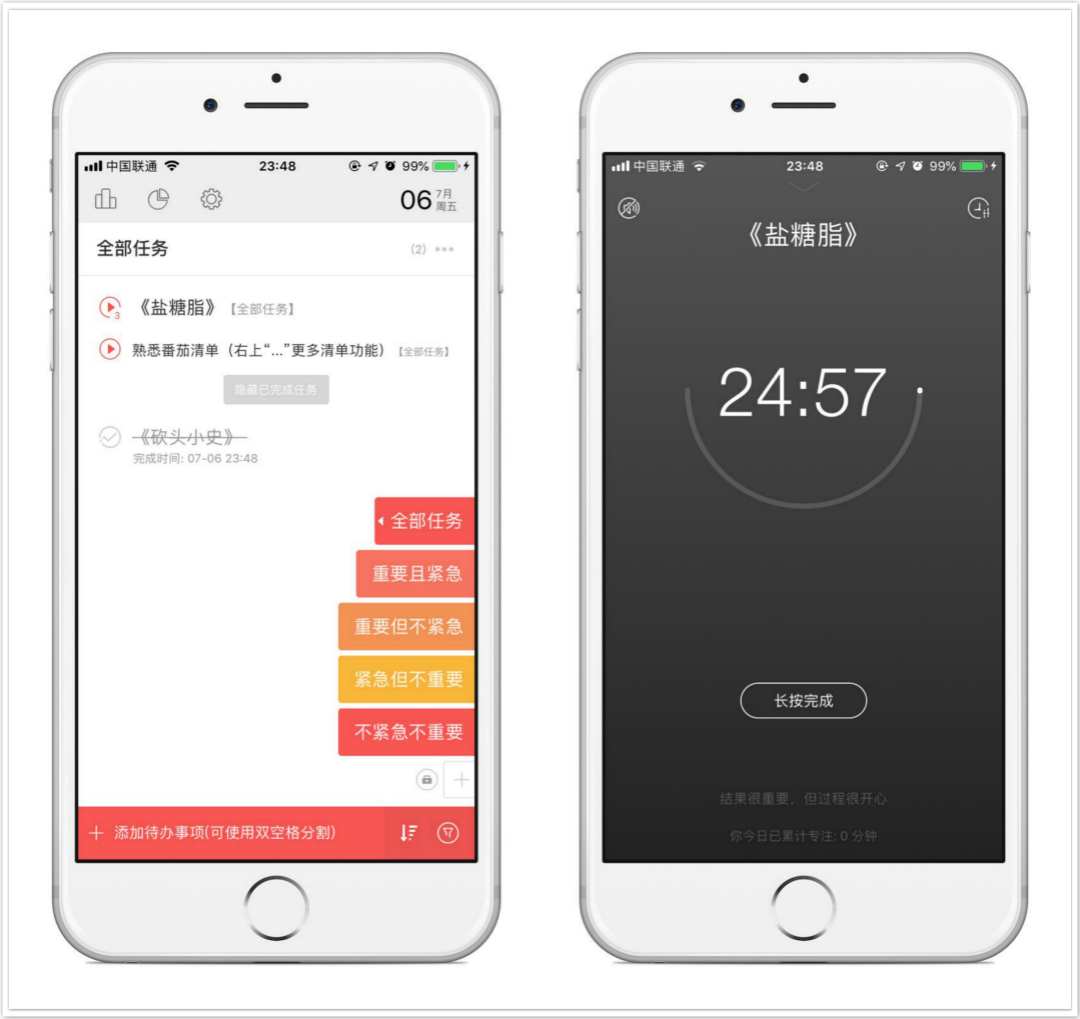 中国联通 23:48 99%
06 7月 周五
全部任务 (2)
3 《盐糖脂》 【全部任务】
熟悉番茄清单（右上“...”更多清单功能） 【全部任务】
隐藏已完成任务
《砍头小史》
完成时间: 07-06 23:48
全部任务
重要且紧急
重要但不紧急
紧急但不重要
不紧急不重要
添加待办事项(可使用双空格分割)
中国联通 23:48 99%
《盐糖脂》
24:57
长按完成
结果很重要，但过程很开心
你今日已累计专注: 0 分钟